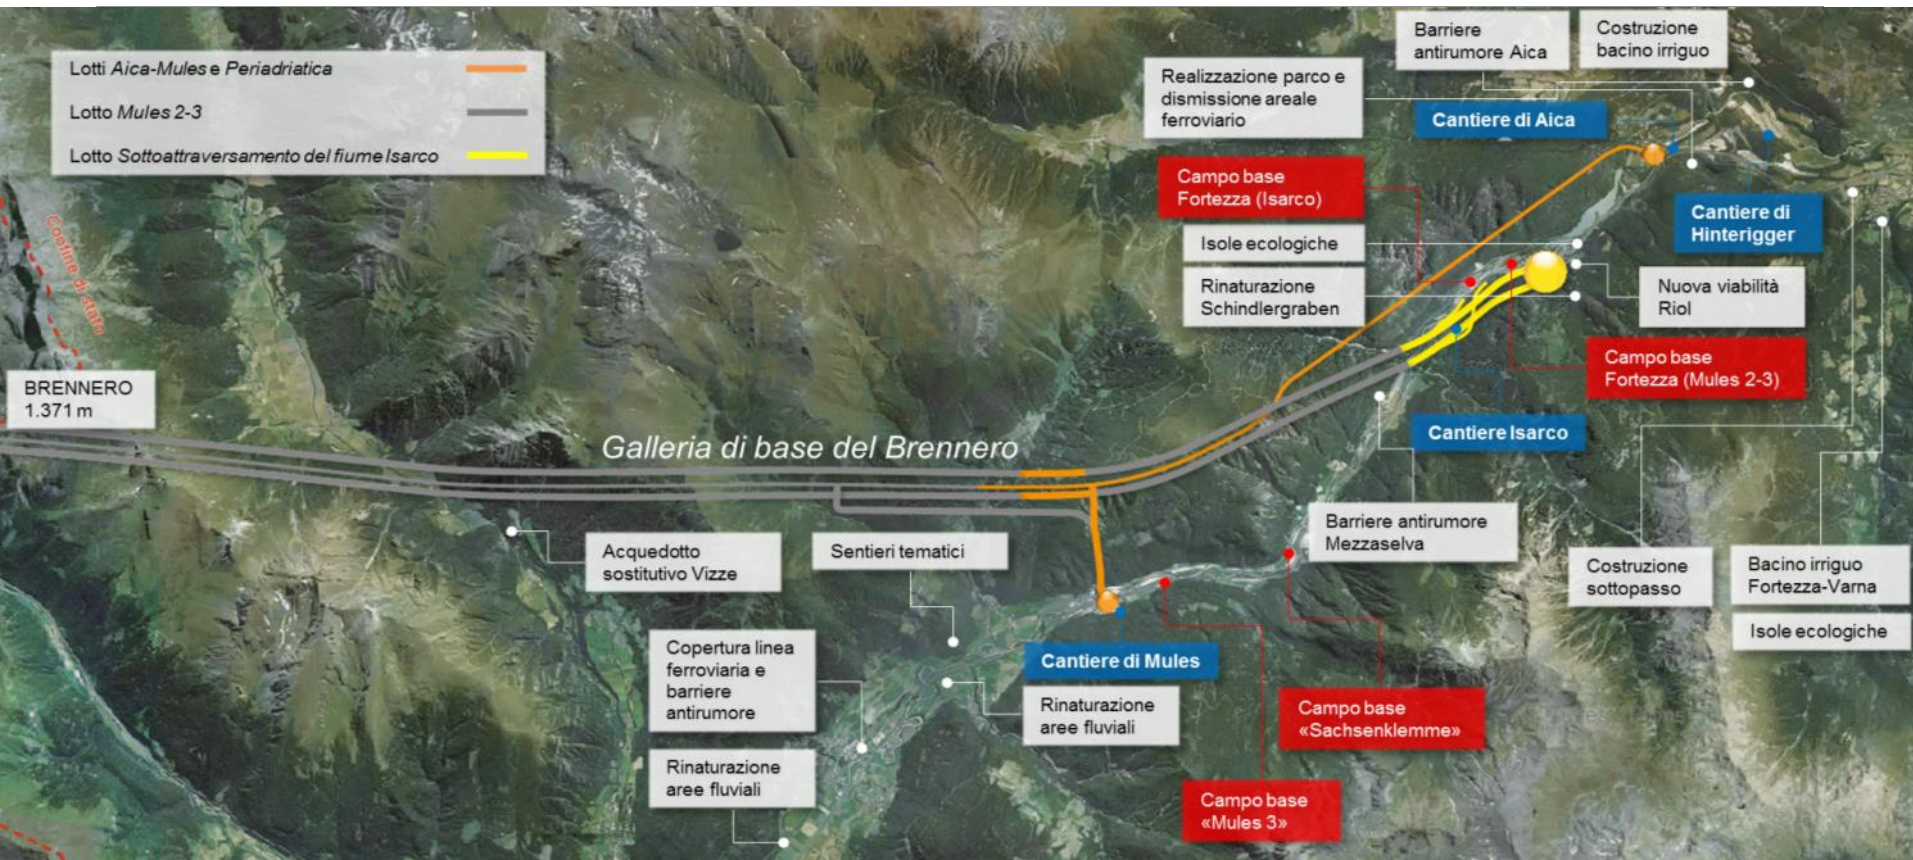 Lotti Aica-Mules e Periadriatica
Lotto Mules 2-3
Lotto Sottoattraversamento del fiume Isarco
Confine di stato
BRENNERO
1.371 m
Galleria di base del Brennero
Barriere
antirumore Aica
Costruzione
bacino irriguo
Realizzazione parco e
dismissione areale
ferroviario
Cantiere di Aica
Campo base
Fortezza (Isarco)
Cantiere di
Hinterigger
Isole ecologiche
Rinaturazione
Schindlergraben
Nuova viabilità
Riol
Campo base
Fortezza (Mules 2-3)
Cantiere Isarco
Barriere antirumore
Mezzaselva
Acquedotto
sostitutivo Vizze
Sentieri tematici
Costruzione
sottopasso
Bacino irriguo
Fortezza-Varna
Isole ecologiche
Copertura linea
ferroviaria e
barriere
antirumore
Cantiere di Mules
Rinaturazione
aree fluviali
Campo base
«Sachsenklemme»
Rinaturazione
aree fluviali
Campo base
«Mules 3»